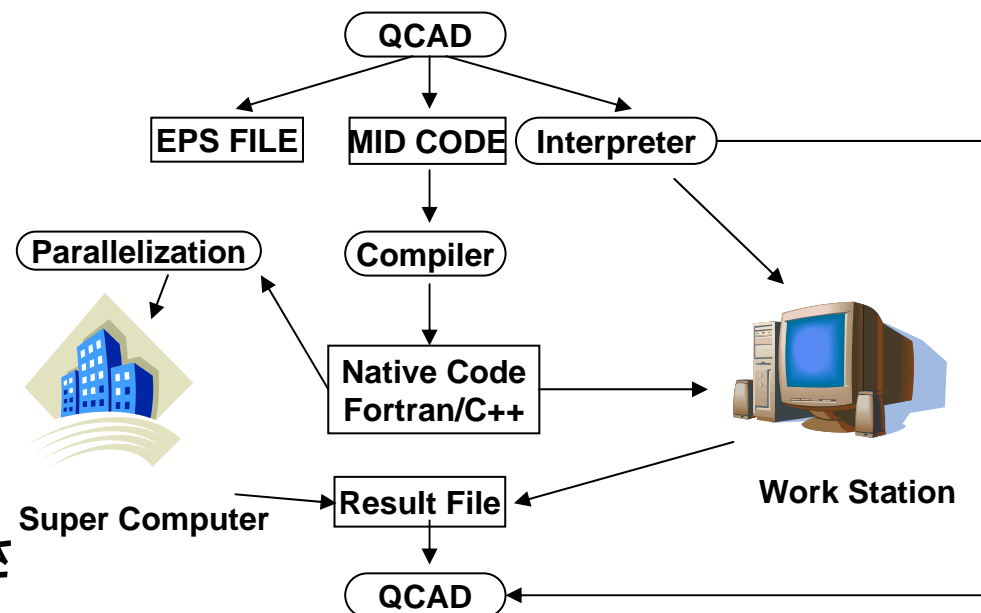 QCAD
EPS FILE
MID CODE
Interpreter
Parallelization
Compiler
Native Code
Fortran/C++
Work Station
Result File
Super Computer
QCAD